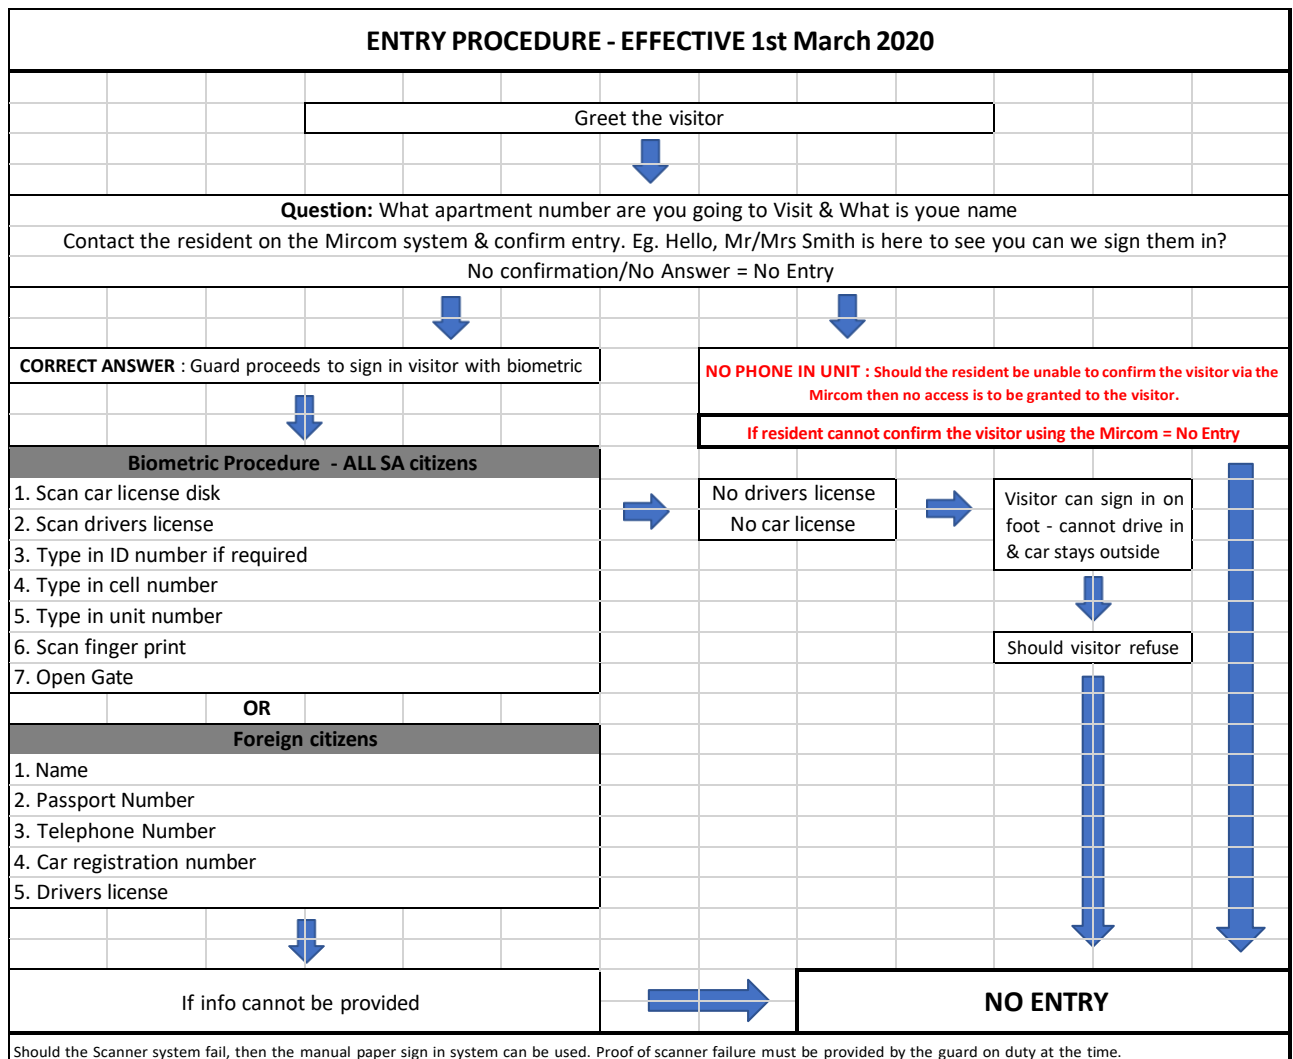 ENTRY PROCEDURE - EFFECTIVE 1st March 2020
Greet the visitor
Question: What apartment number are you going to Visit & What is youe name
Contact the resident on the Mircom system & confirm entry. Eg. Hello, Mr/Mrs Smith is here to see you can we sign them in?
No confirmation/No Answer = No Entry
CORRECT ANSWER : Guard proceeds to sign in visitor with biometric
NO PHONE IN UNIT : Should the resident be unable to confirm the visitor via the
Mircom then no access is to be granted to the visitor.
If resident cannot confirm the visitor using the Mircom = No Entry
Biometric Procedure - ALL SA citizens
1. Scan car license disk
2. Scan drivers license
3. Type in ID number if required
4. Type in cell number
5. Type in unit number
6. Scan finger print
7. Open Gate
No drivers license
No car license
Visitor can sign in on
foot - cannot drive in
& car stays outside
Should visitor refuse
OR
Foreign citizens
1. Name
2. Passport Number
3. Telephone Number
4. Car registration number
5. Drivers license
If info cannot be provided
NO ENTRY
Should the Scanner system fail, then the manual paper sign in system can be used. Proof of scanner failure must be provided by the guard on duty at the time.